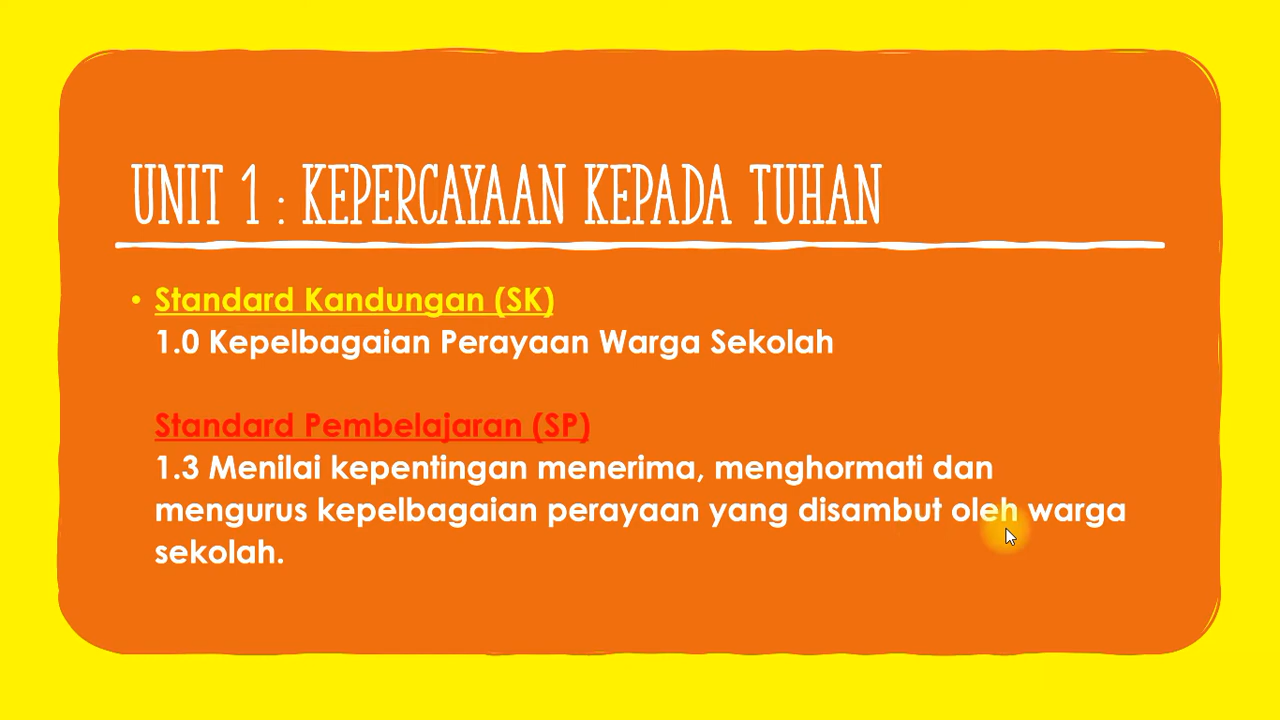 UNIT 1 : KEPERCAYAAN KEPADA TUHAN
• Standard Kandungan (SK)
1.0 Kepelbagaian Perayaan Warga Sekolah
Standard Pembelajaran (SP)
1.3 Menilai kepentingan menerima, menghormati dan
mengurus kepelbagaian perayaan yang disambut oleh warga
sekolah.